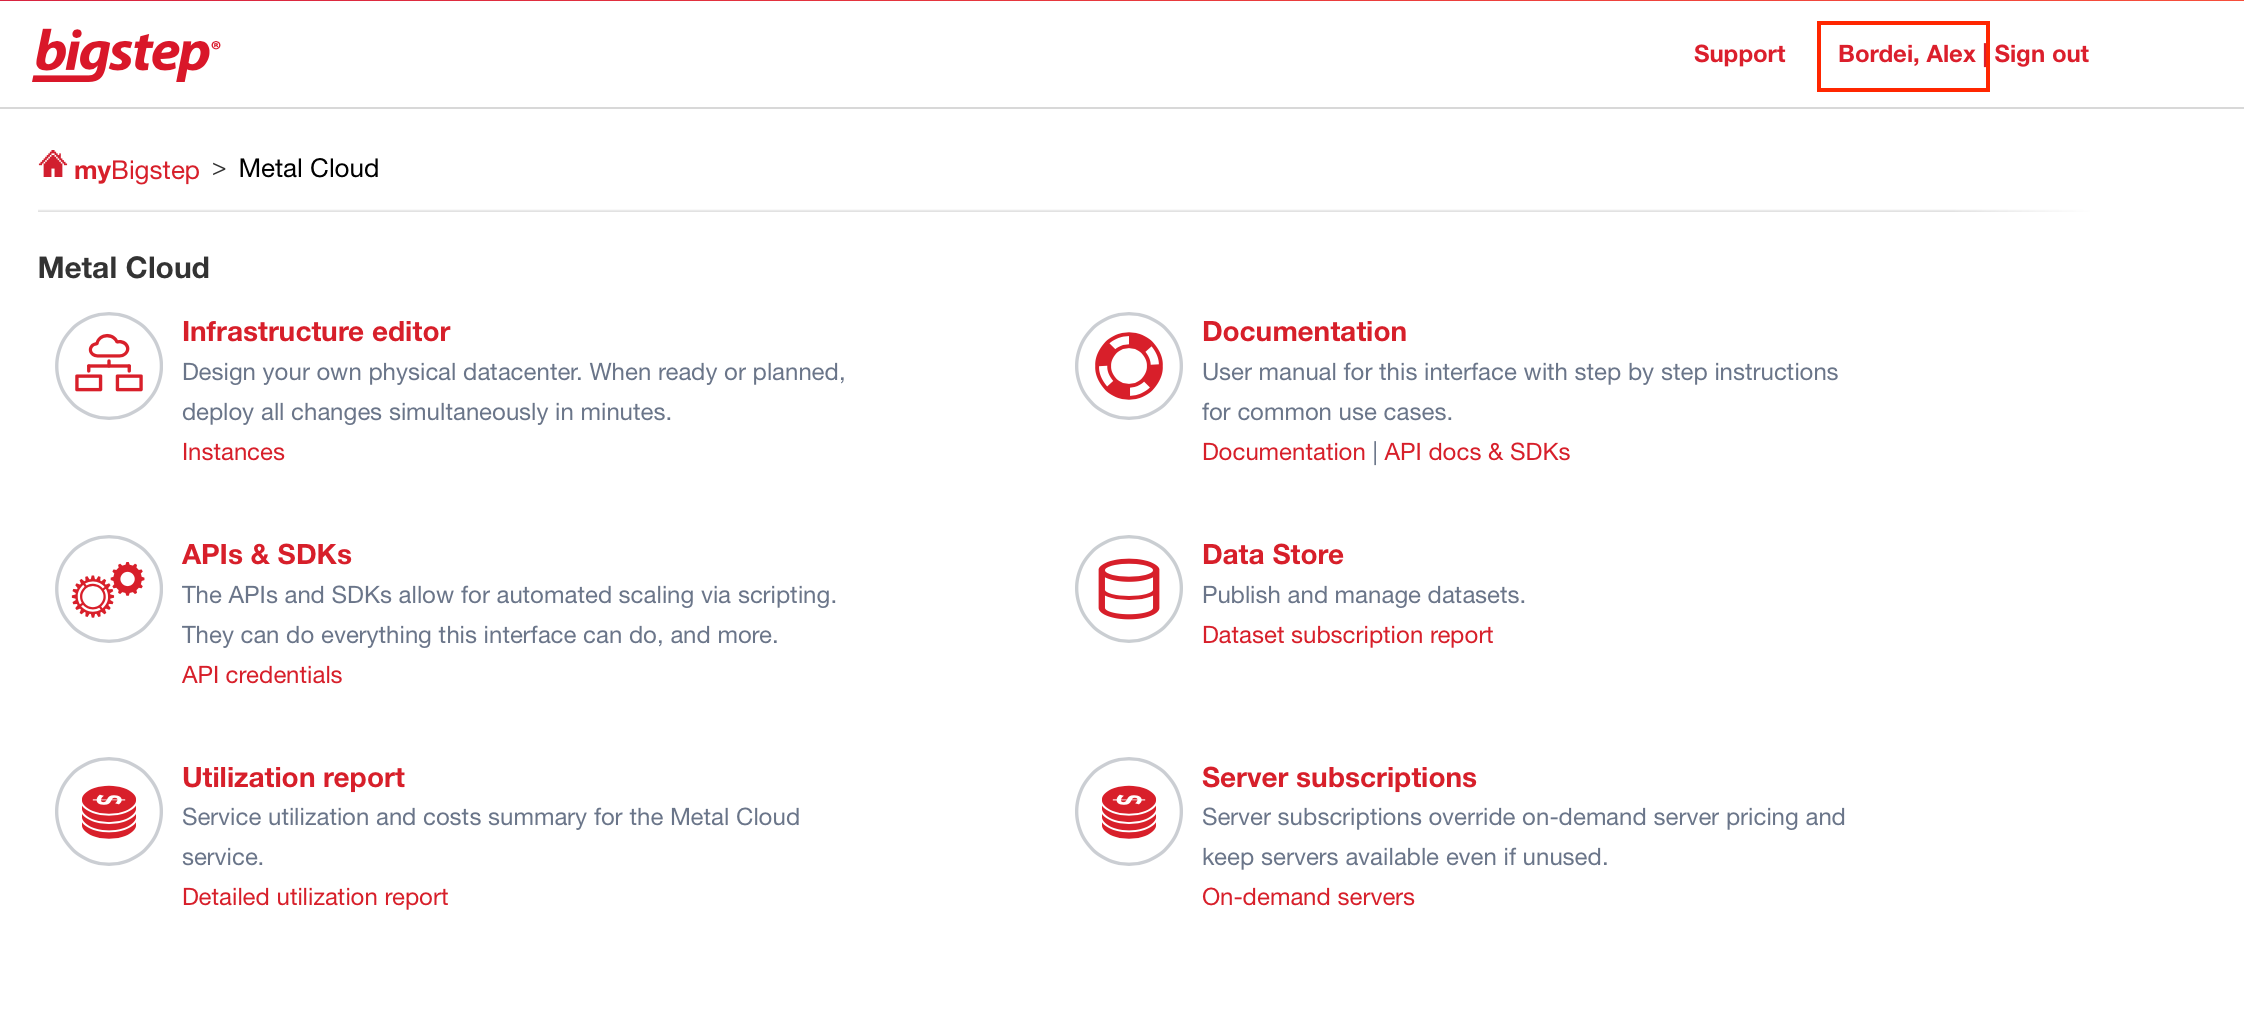 bigstep®
Support Bordei, Alex | Sign out
myBigstep > Metal Cloud
Metal Cloud
Infrastructure editor
Design your own physical datacenter. When ready or planned,
deploy all changes simultaneously in minutes.
Instances
Documentation
User manual for this interface with step by step instructions
for common use cases.
Documentation | API docs & SDKs
APIs & SDKs
The APIs and SDKs allow for automated scaling via scripting.
They can do everything this interface can do, and more.
API credentials
Data Store
Publish and manage datasets.
Dataset subscription report
Utilization report
Service utilization and costs summary for the Metal Cloud
service.
Detailed utilization report
Server subscriptions
Server subscriptions override on-demand server pricing and
keep servers available even if unused.
On-demand servers